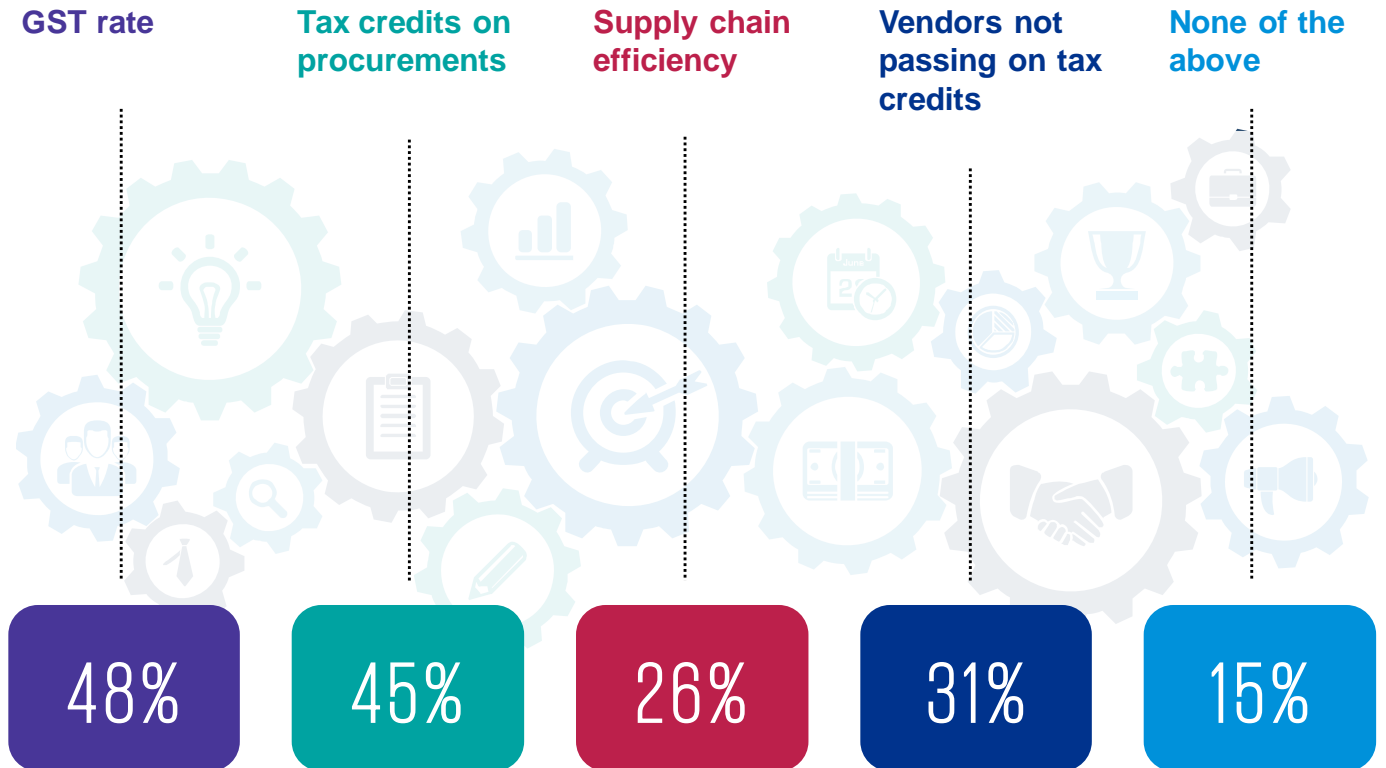 GST rate
Tax credits on
procurements
Supply chain
efficiency
Vendors not
passing on tax
credits
None of the
above
48%
45%
26%
31%
15%